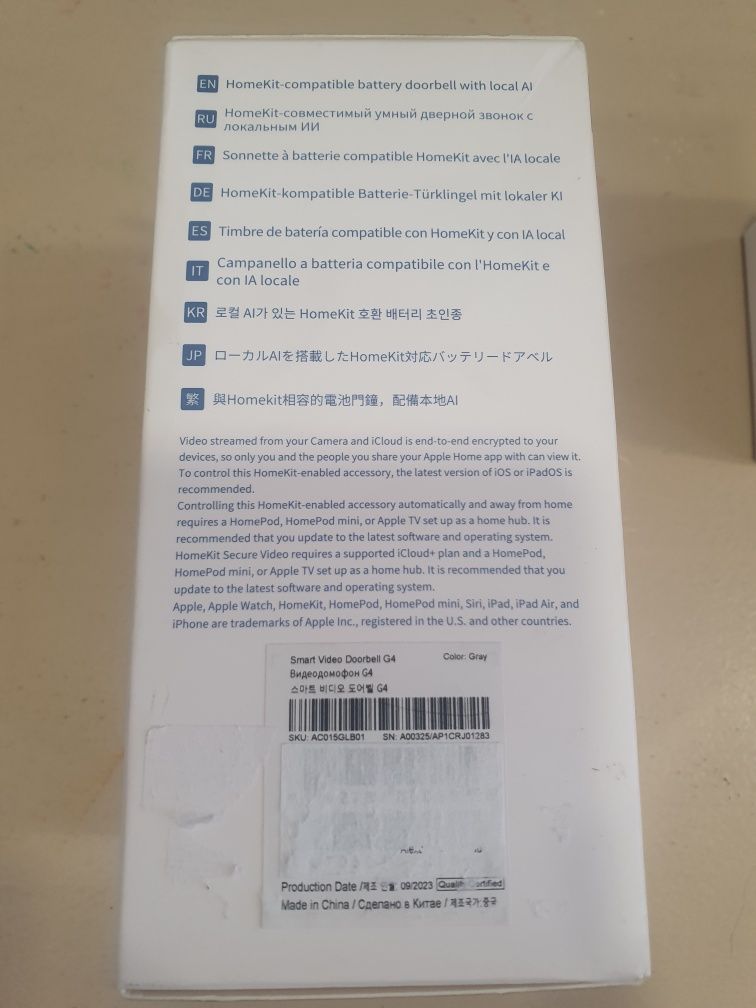 EN HomeKit-compatible battery doorbell with local AI
RU HomeKit-совместимый умный дверной звонок с
локальным ИИ
FR Sonnette à batterie compatible HomeKit avec l'IA locale
DE HomeKit-kompatible Batterie-Türklingel mit lokaler KI
ES Timbre de batería compatible con HomeKit y con IA local
IT Campanello a batteria compatibile con l'HomeKit e
con IA locale
KR 로컬 AI가 있는 HomeKit 호환 배터리 초인종
JP ローカルAIを搭載したHomeKit対応バッテリードアベル
繁 與Homekit相容的電池門鐘，配備本地AI
Video streamed from your Camera and iCloud is end-to-end encrypted to your
devices, so only you and the people you share your Apple Home app with can view it.
To control this HomeKit-enabled accessory, the latest version of iOS or iPadOS is
recommended.
Controlling this HomeKit-enabled accessory automatically and away from home
requires a HomePod, HomePod mini, or Apple TV set up as a home hub. It is
recommended that you update to the latest software and operating system.
HomeKit Secure Video requires a supported iCloud+ plan and a HomePod,
HomePod mini, or Apple TV set up as a home hub. It is recommended that you
update to the latest software and operating system.
Apple, Apple Watch, HomeKit, HomePod, HomePod mini, Siri, iPad, iPad Air, and
iPhone are trademarks of Apple Inc., registered in the U.S. and other countries.
Smart Video Doorbell G4 Color: Gray
Видеодомофон G4
스마트 비디오 도어벨 G4
SKU: AC015GLB01 SN: A00325/AP1CRJ01283
Production Date /제조 연월: 09/2023
Made in China / Сделано в Китае / 제조국가:중국